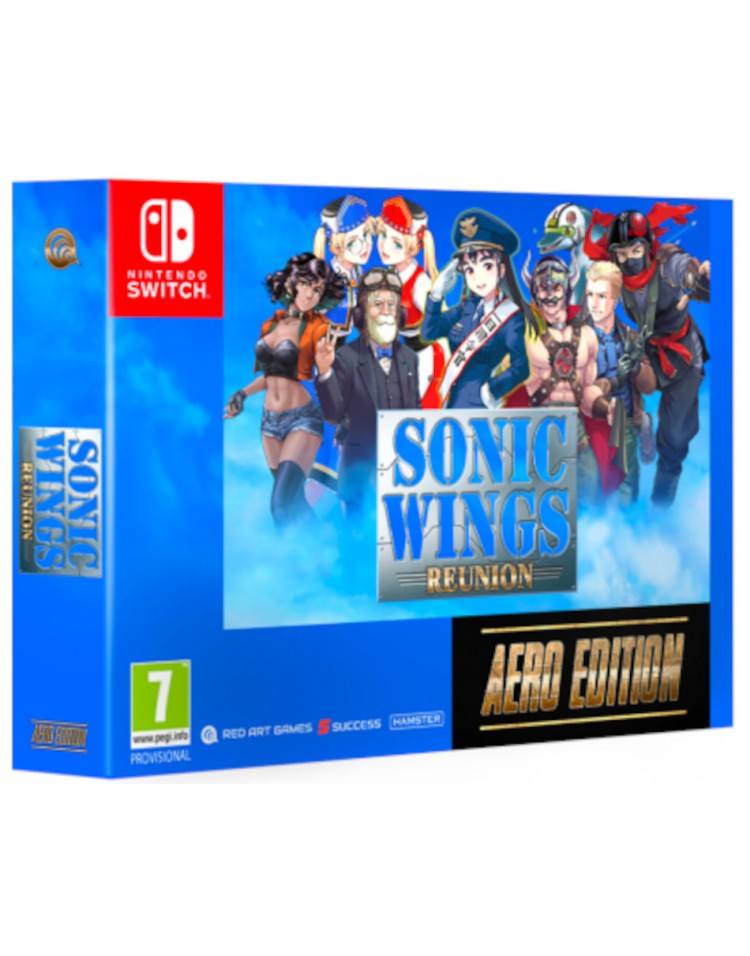 NINTENDO
SWITCH
SONIC
WINGS
REUNION
SONIC
WINGS
REUNION
AERO EDITION
7
www.pegi.info
PROVISIONAL
RED ART GAMES
SUCCESS
HAMSTER
AERO EDITION